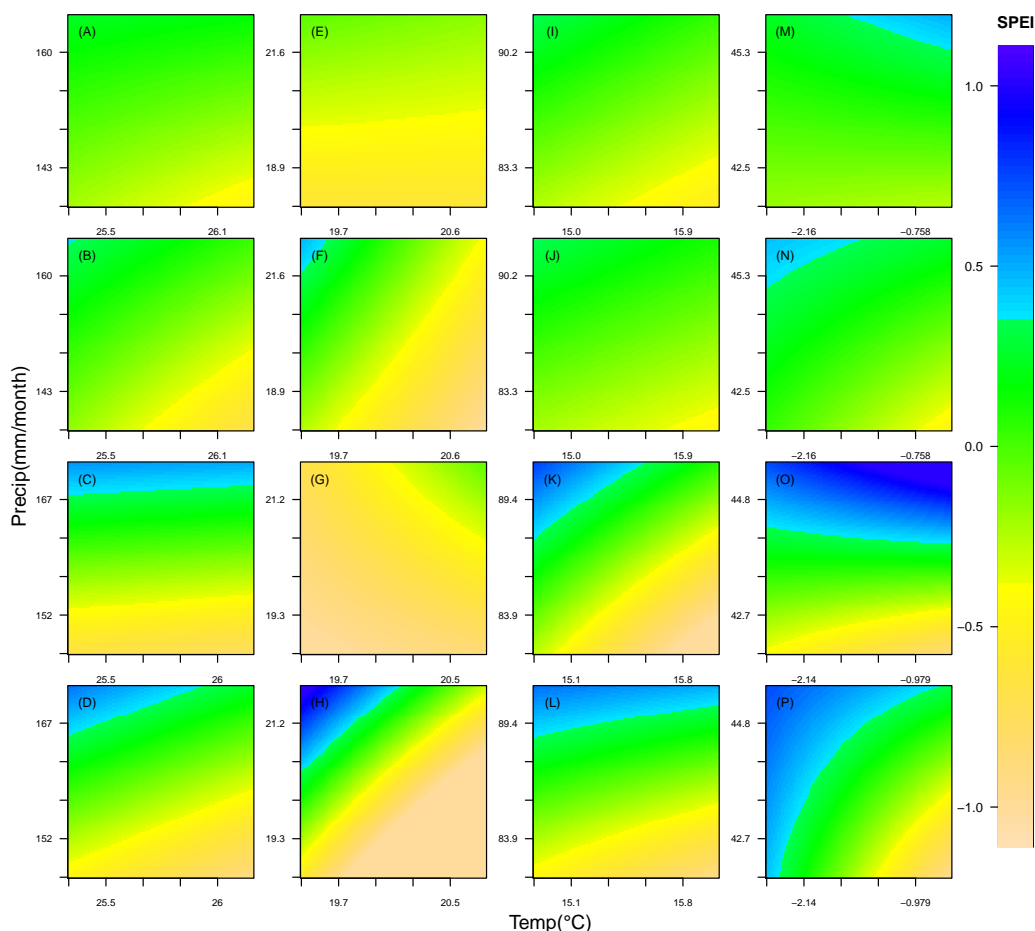 SPEI
(A) (E) (I) (M)
160 21.6 90.2 45.3
143 18.9 83.3 42.5
25.5 26.1 19.7 20.6 15.0 15.9 −2.16 −0.758
(B) (F) (J) (N)
160 21.6 90.2 45.3
143 18.9 83.3 42.5
25.5 26.1 19.7 20.6 15.0 15.9 −2.16 −0.758
(C) (G) (K) (O)
167 21.2 89.4 44.8
152 19.3 83.9 42.7
25.5 26 19.7 20.5 15.1 15.8 −2.14 −0.979
(D) (H) (L) (P)
167 21.2 89.4 44.8
152 19.3 83.9 42.7
25.5 26 19.7 20.5 15.1 15.8 −2.14 −0.979
Precip(mm/month)
Temp(°C)
1.0
0.5
0.0
−0.5
−1.0